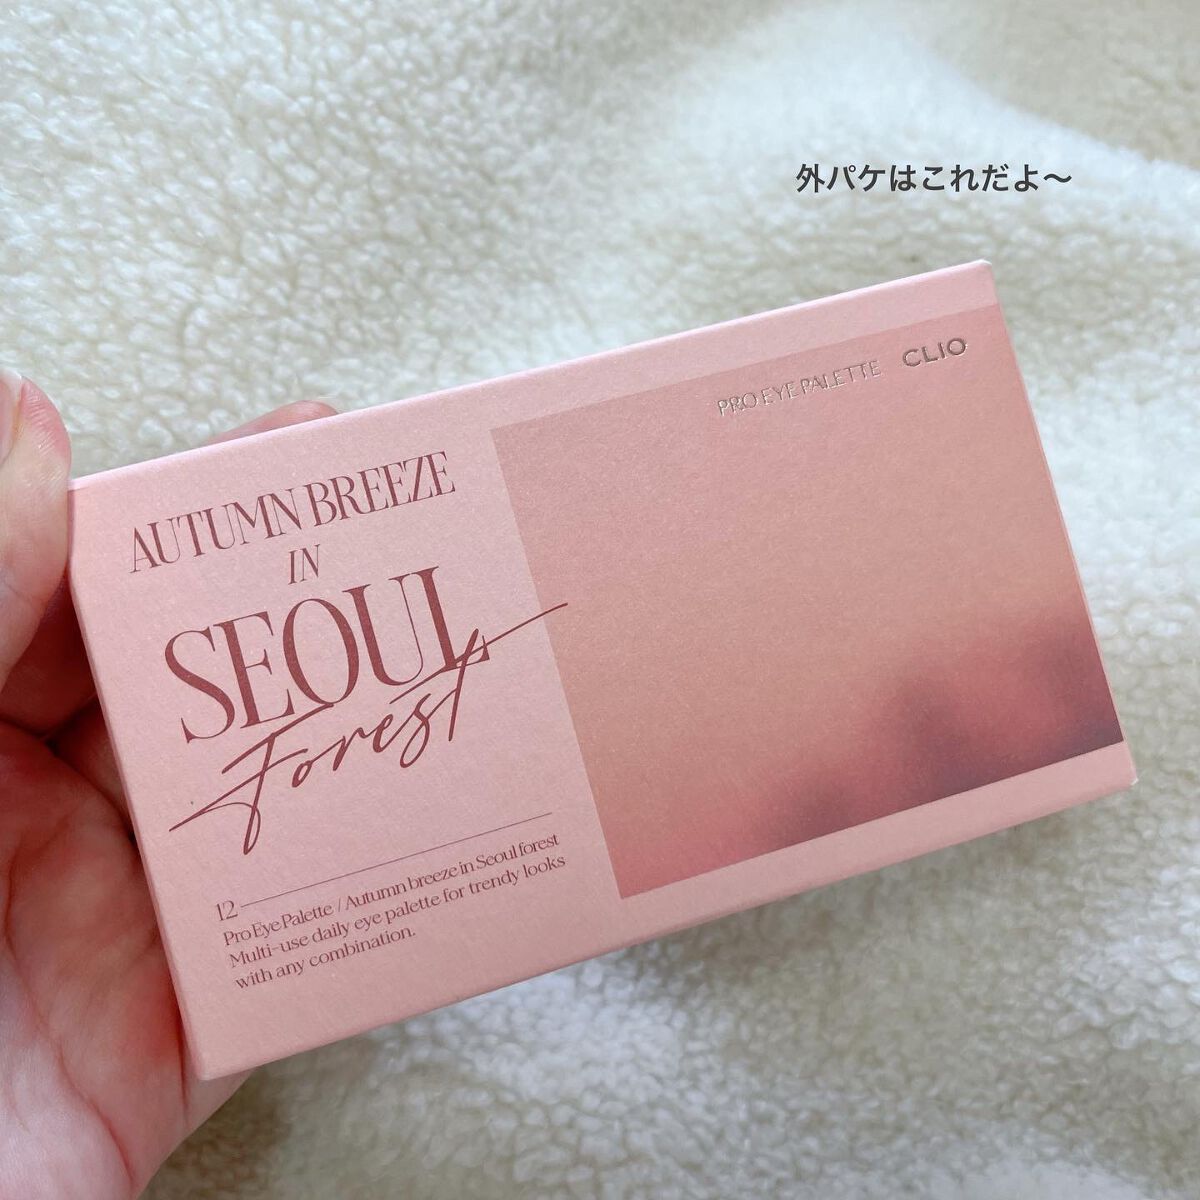 外パケはこれだよ〜
PRO EYE PALETTE CLIO
AUTUMN BREEZE
IN
SEOUL
Forest
12
Pro Eye Palette / Autumn breeze in Seoul forest
Multi-use daily eye palette for trendy looks
with any combination.